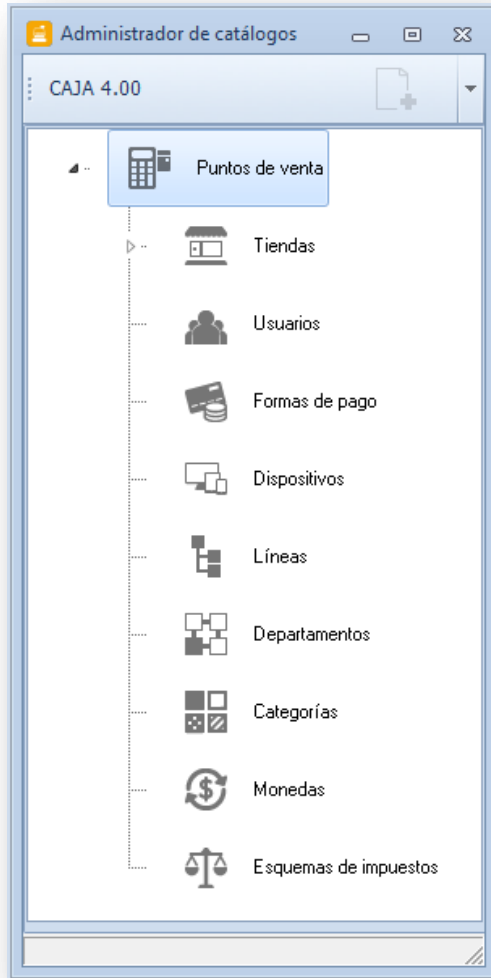 Administrador de catálogos
CAJA 4.00
Puntos de venta
Tiendas
Usuarios
Formas de pago
Dispositivos
Líneas
Departamentos
Categorías
Monedas
Esquemas de impuestos